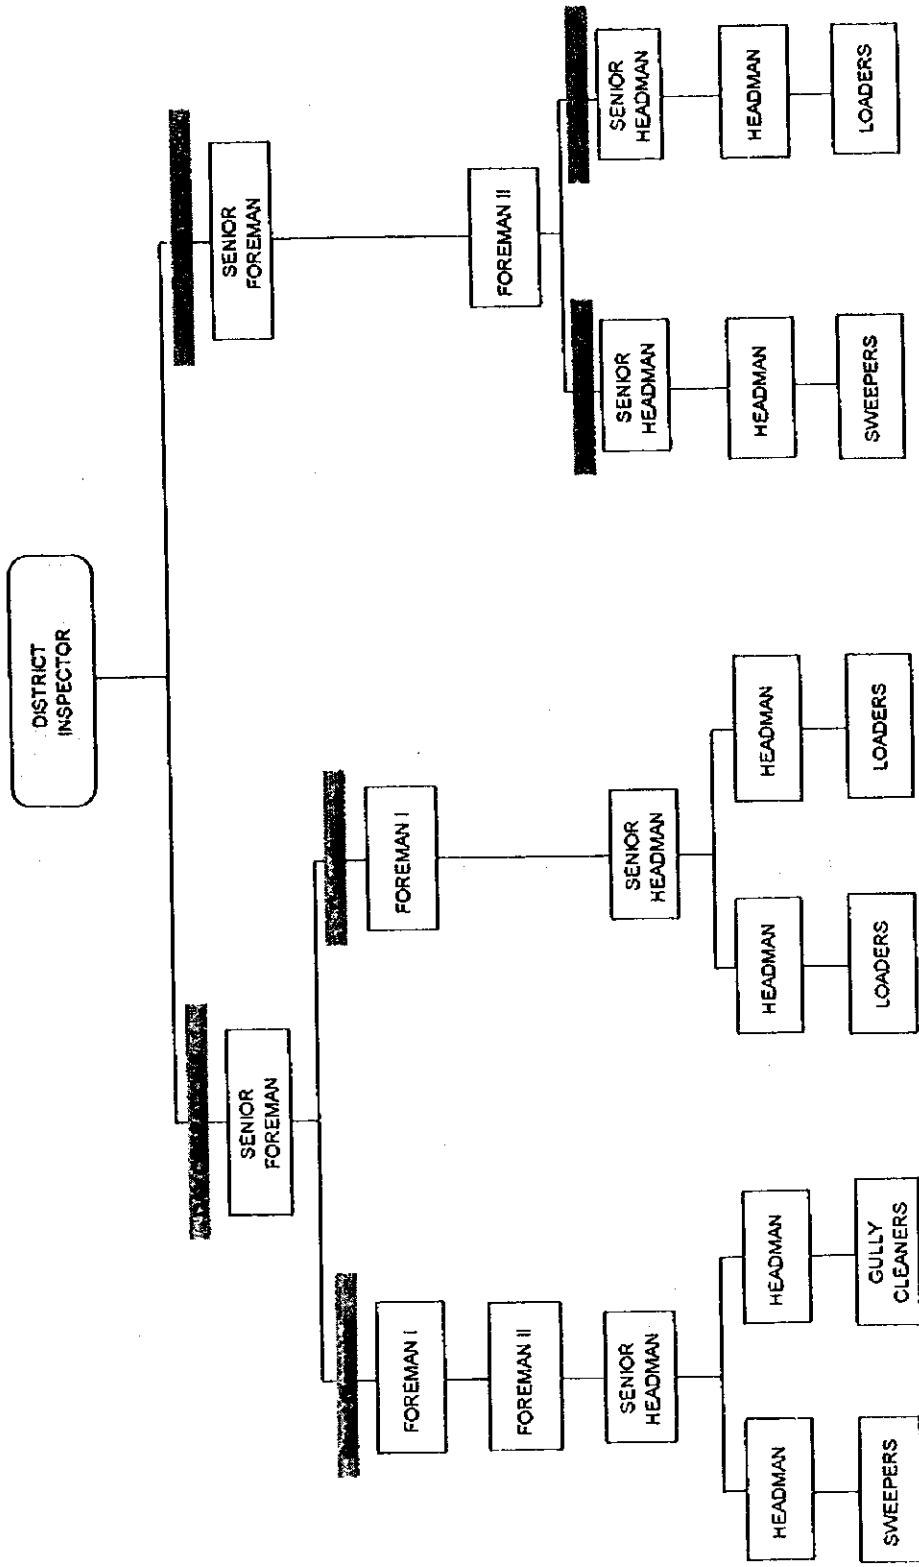 DISTRICT
INSPECTOR
SENIOR
FOREMAN
SENIOR
FOREMAN
FOREMAN I
FOREMAN I
FOREMAN II
FOREMAN II
SENIOR
HEADMAN
SENIOR
HEADMAN
SENIOR
HEADMAN
SENIOR
HEADMAN
HEADMAN
HEADMAN
HEADMAN
HEADMAN
HEADMAN
HEADMAN
SWEEPERS
GULLY
CLEANERS
LOADERS
LOADERS
SWEEPERS
LOADERS